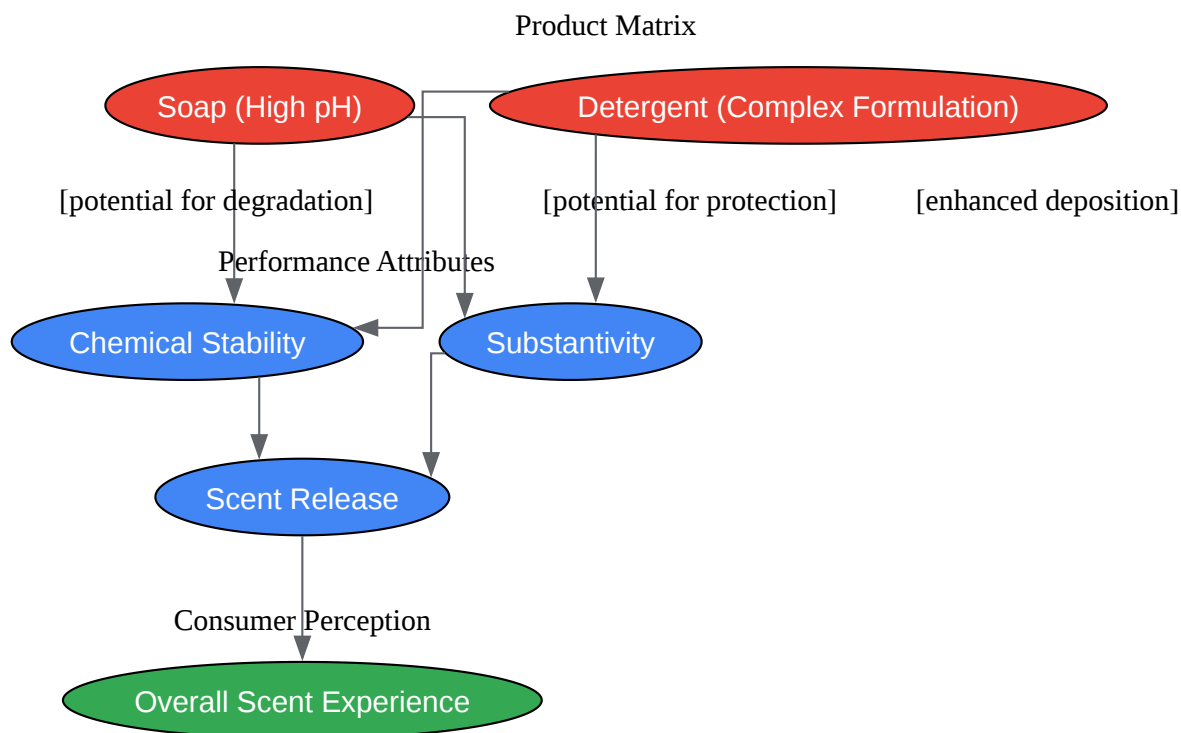 Product Matrix
Soap (High pH)
Detergent (Complex Formulation)
[potential for degradation]
[potential for protection]
[enhanced deposition]
Performance Attributes
Chemical Stability
Substantivity
Scent Release
Consumer Perception
Overall Scent Experience